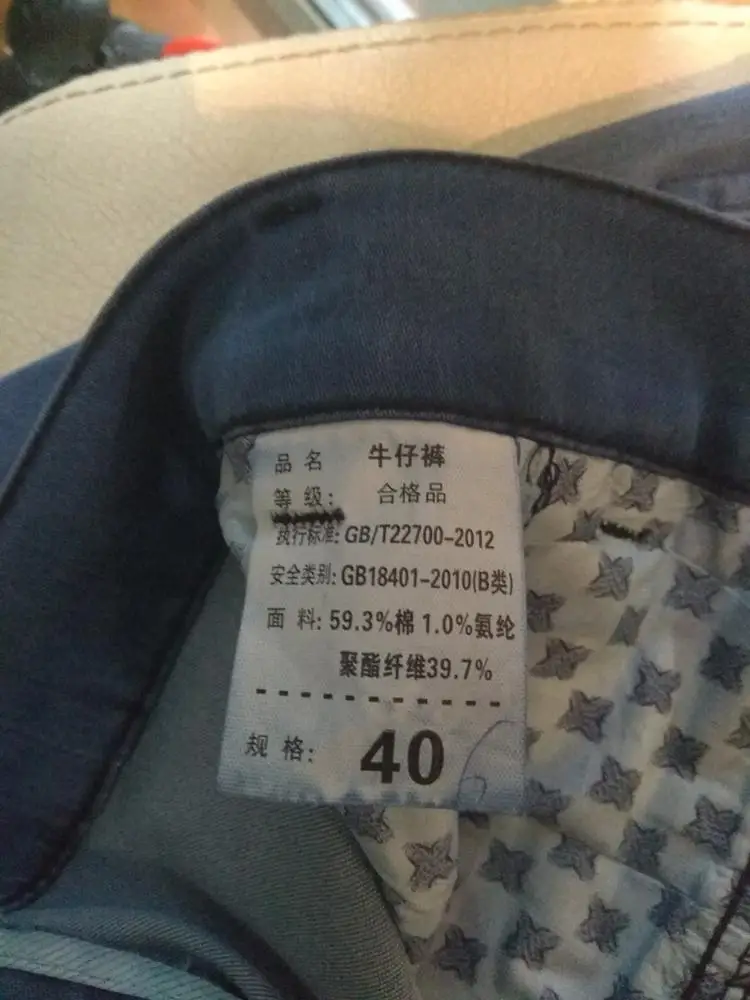 品名 牛仔裤
等级: 合格品
执行标准: GB/T22700-2012
安全类别: GB18401-2010(B类)
面料: 59.3%棉 1.0%氨纶
聚酯纤维39.7%
规格: 40